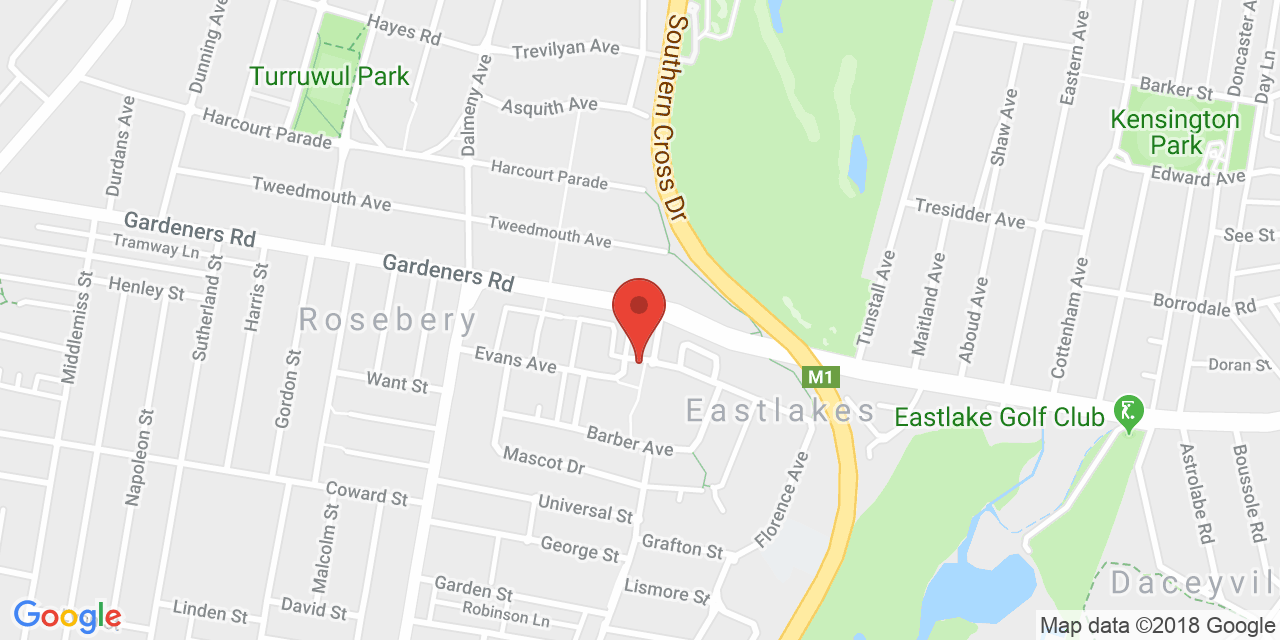 Hayes Rd
Dunning Ave
Trevilyan Ave
Southern Cross Dr
Turruwul Park
Dalmeny Ave
Asquith Ave
Durdans Ave
Harcourt Parade
Harcourt Parade
Tweedmouth Ave
Tweedmouth Ave
Eastern Ave
Doncaster Ave
Day Ln
Barker St
Shaw Ave
Kensington
Park
Edward Ave
Tresidder Ave
See St
Gardeners Rd
Tramway Ln
Gardeners Rd
Henley St
Middlemiss St
Sutherland St
Harris St
Rosebery
Gordon St
Evans Ave
Want St
Tunstall Ave
Maitland Ave
Aboud Ave
Cottenham Ave
Borrodale Rd
Doran St
M1
Eastlakes
Eastlake Golf Club
Napoleon St
Barber Ave
Mascot Dr
Coward St
Universal St
Florence Ave
Malcolm St
George St
Grafton St
Astrolabe Rd
Boussole Rd
Garden St
Lismore St
Linden St
David St
Robinson Ln
Daceyvil
Google
Map data ©2018 Google